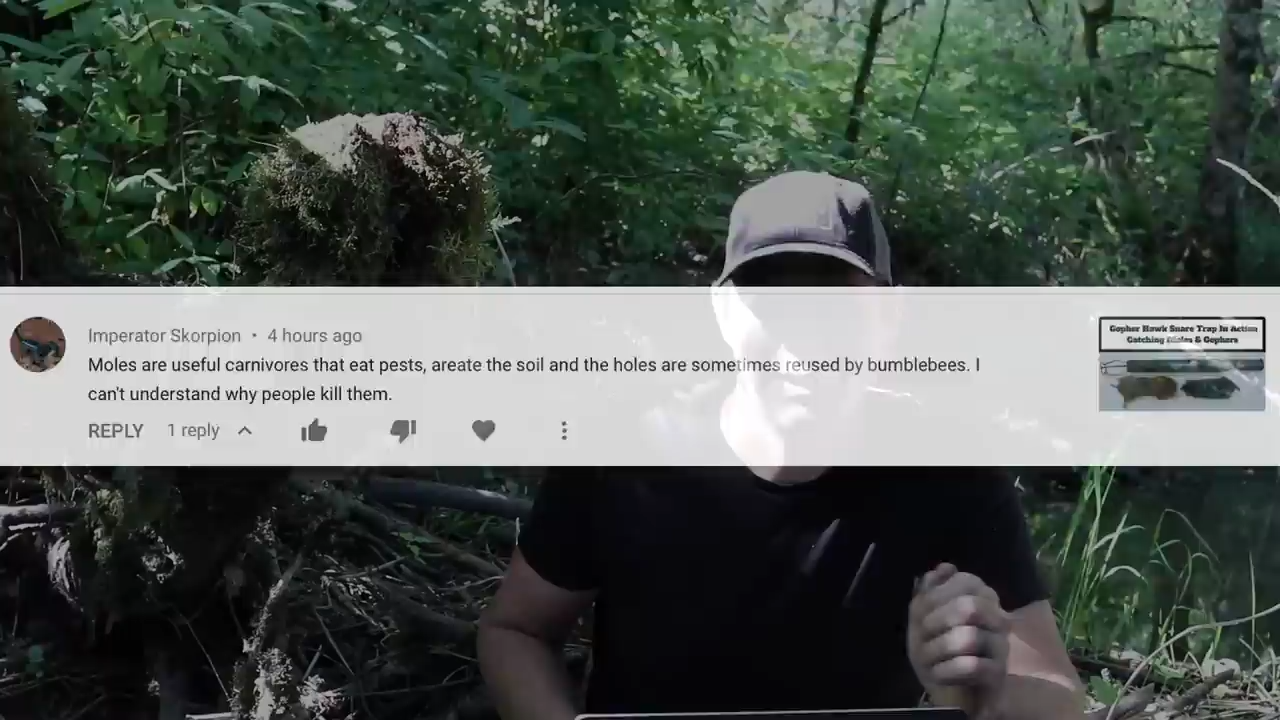 Imperator Skorpion • 4 hours ago
Moles are useful carnivores that eat pests, areate the soil and the holes are sometimes reused by bumblebees. I
can't understand why people kill them.
REPLY 1 reply
Gopher Hawk Snare Trap In Action
Catching Moles & Gophers